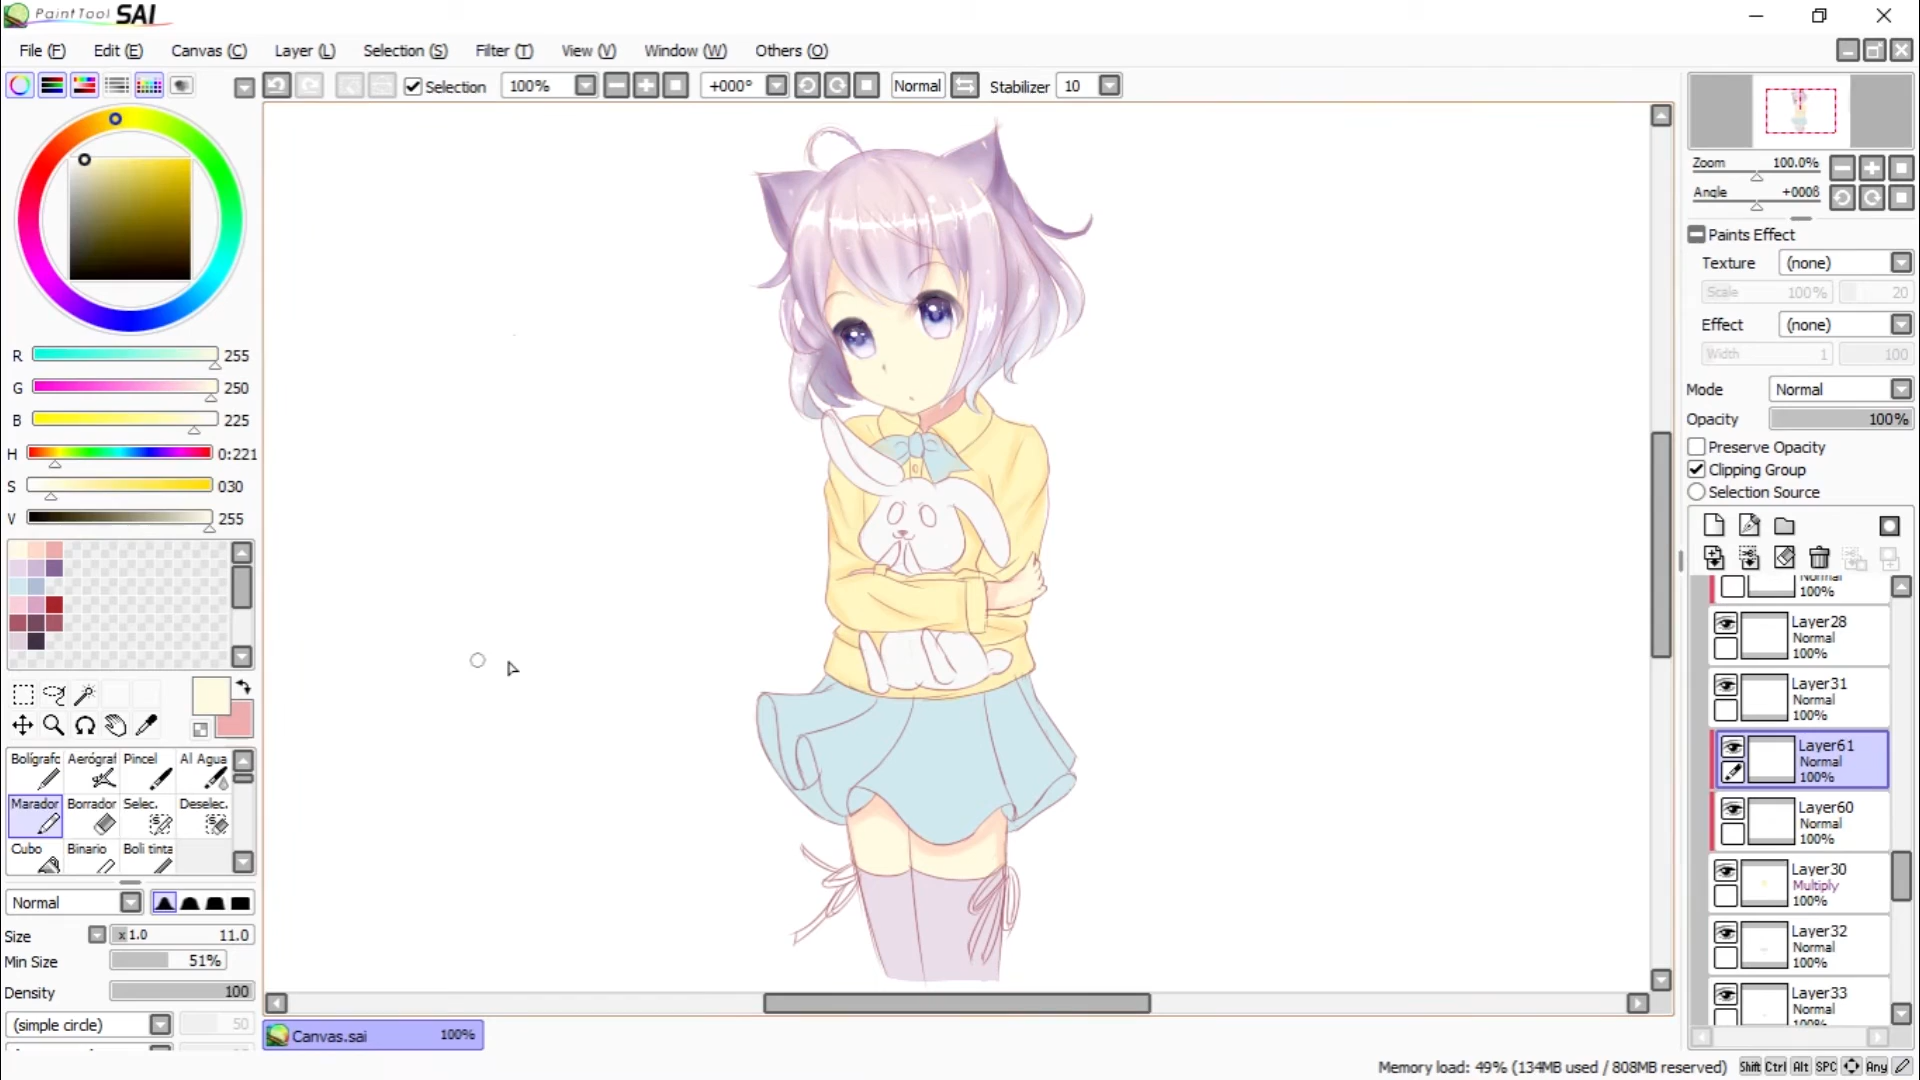 PaintTool SAI
File (F) Edit (E) Canvas (C) Layer (L) Selection (S) Filter (T) View (V) Window (W) Others (O)
Selection 100% +000° Normal Stabilizer 10
Zoom 100.0%
Angle +000ß
Paints Effect
Texture (none)
Scale 100% 20
Effect (none)
Width 1 100
Mode Normal
Opacity 100%
Preserve Opacity
Clipping Group
Selection Source
R 255
G 250
B 225
H 0:221
S 030
V 255
Bolígrafo Aerógraf Pincel Al Agua
Marador Borrador Selec. Deselec.
Cubo Binario Boli tinta
Normal
Size x1.0 11.0
Min Size 51%
Density 100
(simple circle) 50
Normal
100%
Layer28
Normal
100%
Layer31
Normal
100%
Layer61
Normal
100%
Layer60
Normal
100%
Layer30
Multiply
100%
Layer32
Normal
100%
Layer33
Normal
100%
Canvas.sai 100%
Memory load: 49% (134MB used / 808MB reserved) Shift Ctrl Alt SPC Any